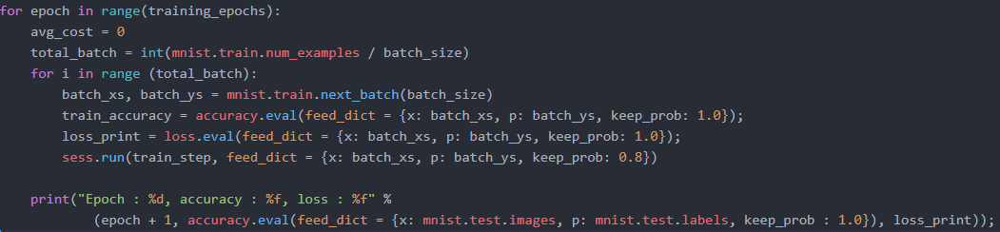 for epoch in range(training_epochs):
    avg_cost = 0
    total_batch = int(mnist.train.num_examples / batch_size)
    for i in range (total_batch):
        batch_xs, batch_ys = mnist.train.next_batch(batch_size)
        train_accuracy = accuracy.eval(feed_dict = {x: batch_xs, p: batch_ys, keep_prob: 1.0});
        loss_print = loss.eval(feed_dict = {x: batch_xs, p: batch_ys, keep_prob: 1.0});
        sess.run(train_step, feed_dict = {x: batch_xs, p: batch_ys, keep_prob: 0.8})
    print("Epoch : %d, accuracy : %f, loss : %f" %
            (epoch + 1, accuracy.eval(feed_dict = {x: mnist.test.images, p: mnist.test.labels, keep_prob : 1.0}), loss_print));